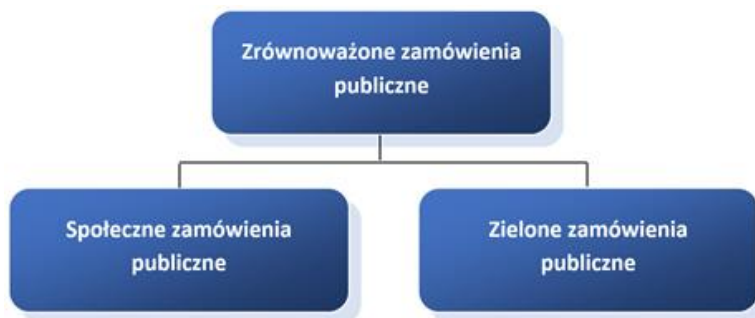 Zrównoważone zamówienia
publiczne
Społeczne zamówienia
publiczne
Zielone zamówienia
publiczne